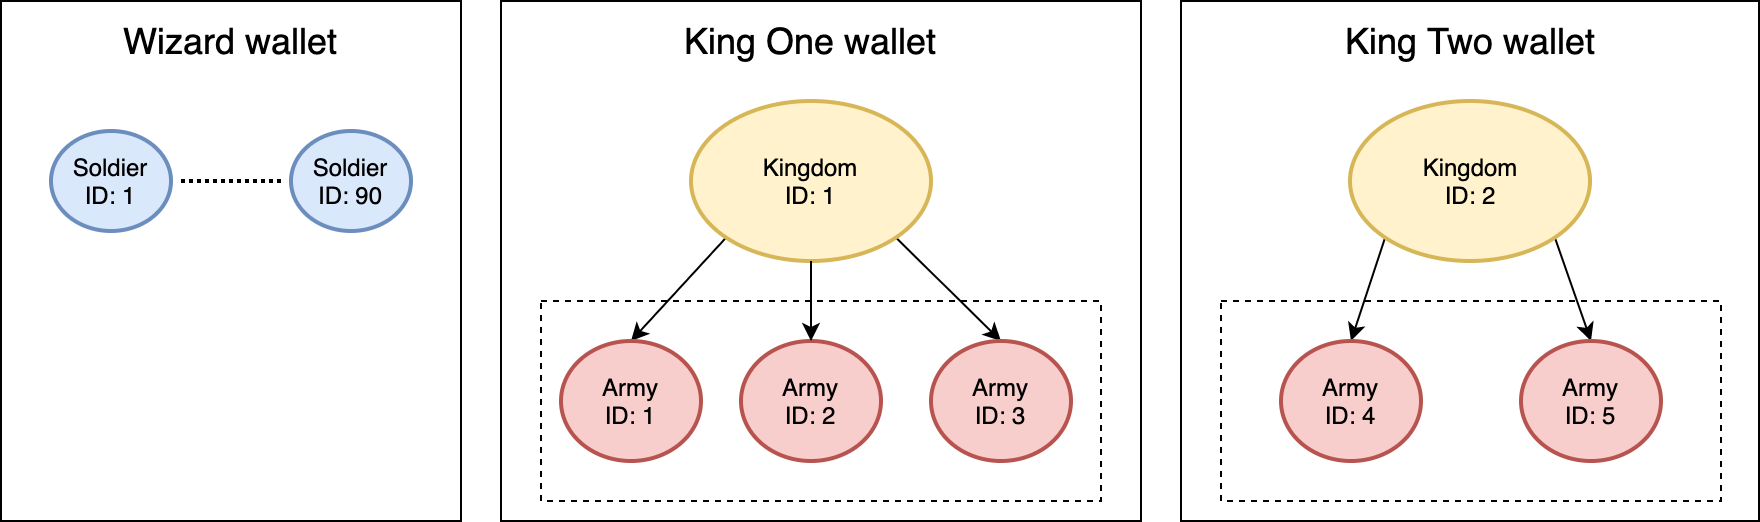 Wizard wallet
Soldier
ID: 1
Soldier
ID: 90
King One wallet
Kingdom
ID: 1
Army
ID: 1
Army
ID: 2
Army
ID: 3
King Two wallet
Kingdom
ID: 2
Army
ID: 4
Army
ID: 5